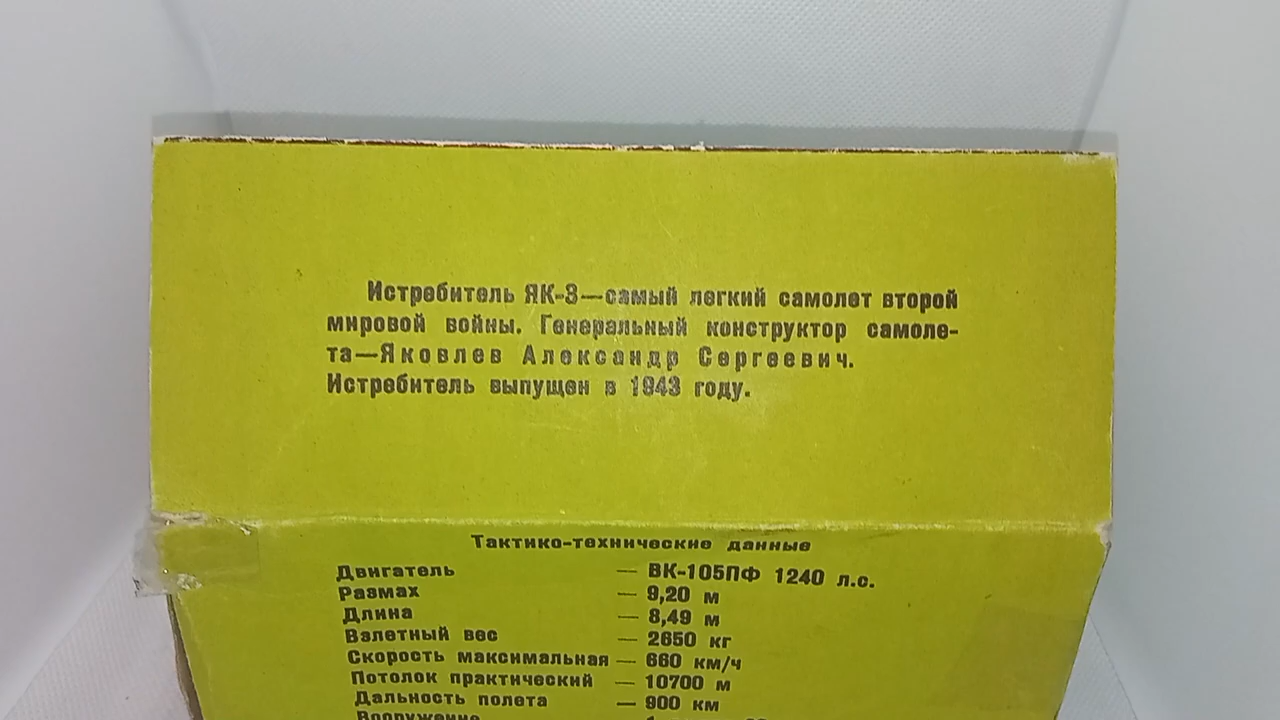 Истребитель ЯК-3—самый легкий самолет второй
мировой войны. Генеральный конструктор самоле-
та—Яковлев Александр Сергеевич.
Истребитель выпущен в 1943 году.
Тактико-технические данные
Двигатель — ВК-105ПФ 1240 л.с.
Размах — 9,20 м
Длина — 8,49 м
Взлетный вес — 2650 кг
Скорость максимальная — 660 км/ч
Потолок практический — 10700 м
Дальность полета — 900 км
Вооружение